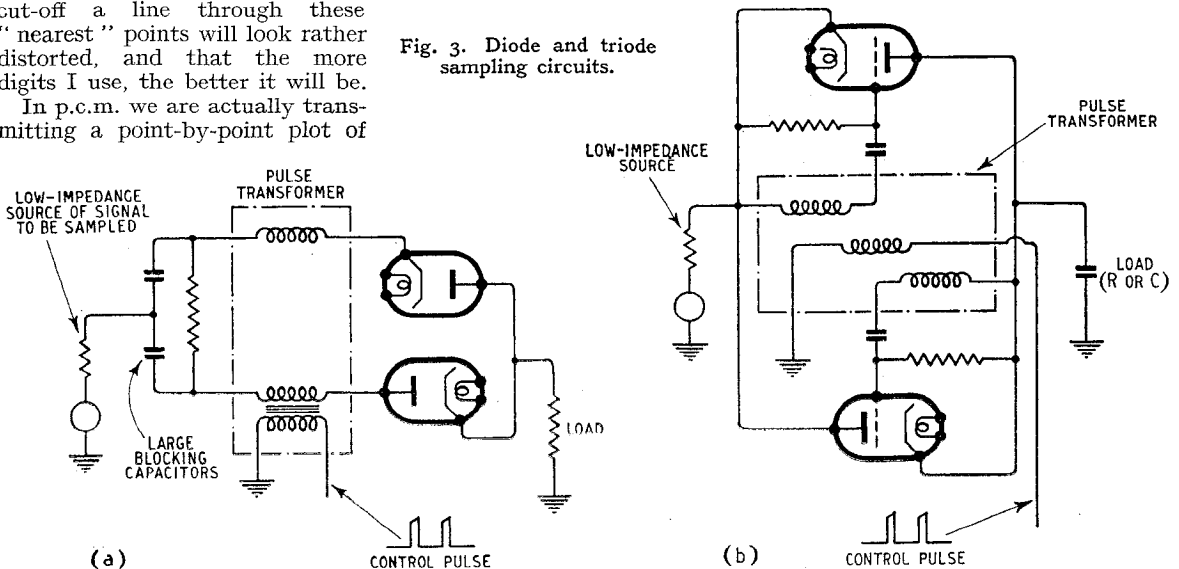 cut-off a line through these
“ nearest ” points will look rather
distorted, and that the more
digits I use, the better it will be.
In p.c.m. we are actually trans-
mitting a point-by-point plot of
Fig. 3. Diode and triode
sampling circuits.
LOW-IMPEDANCE
SOURCE OF SIGNAL
TO BE SAMPLED
PULSE
TRANSFORMER
LARGE
BLOCKING
CAPACITORS
LOAD
CONTROL PULSE
(a)
LOW-IMPEDANCE
SOURCE
PULSE
TRANSFORMER
LOAD
(R OR C)
CONTROL PULSE
(b)